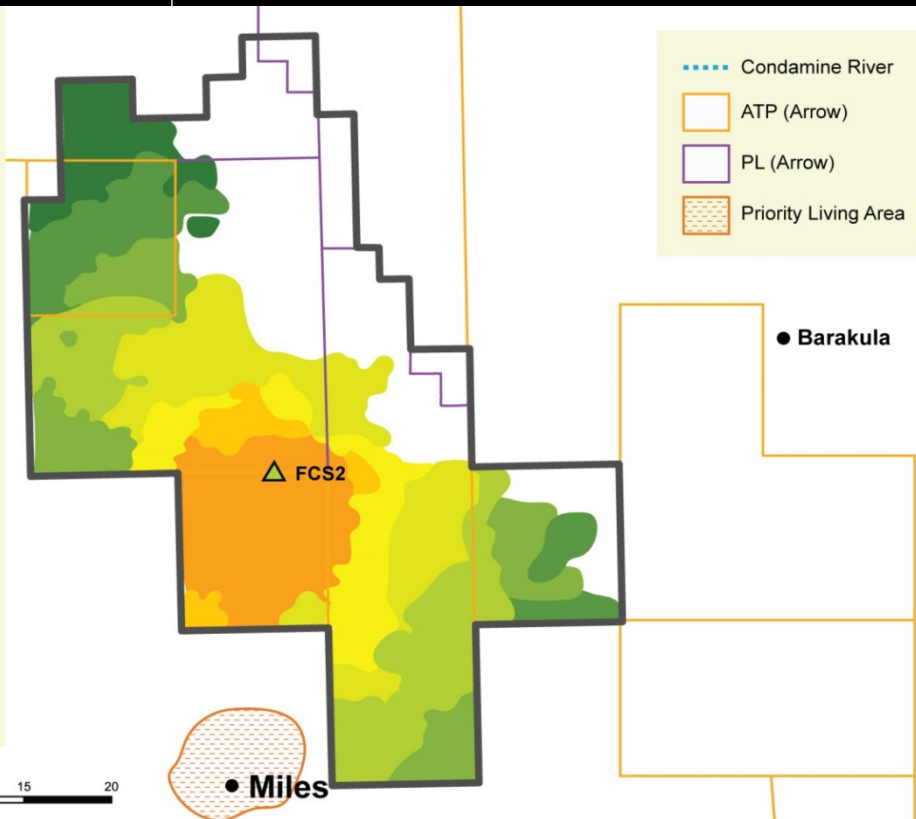 Condamine River
ATP (Arrow)
PL (Arrow)
Priority Living Area
Barakula
FCS2
Miles
15 20